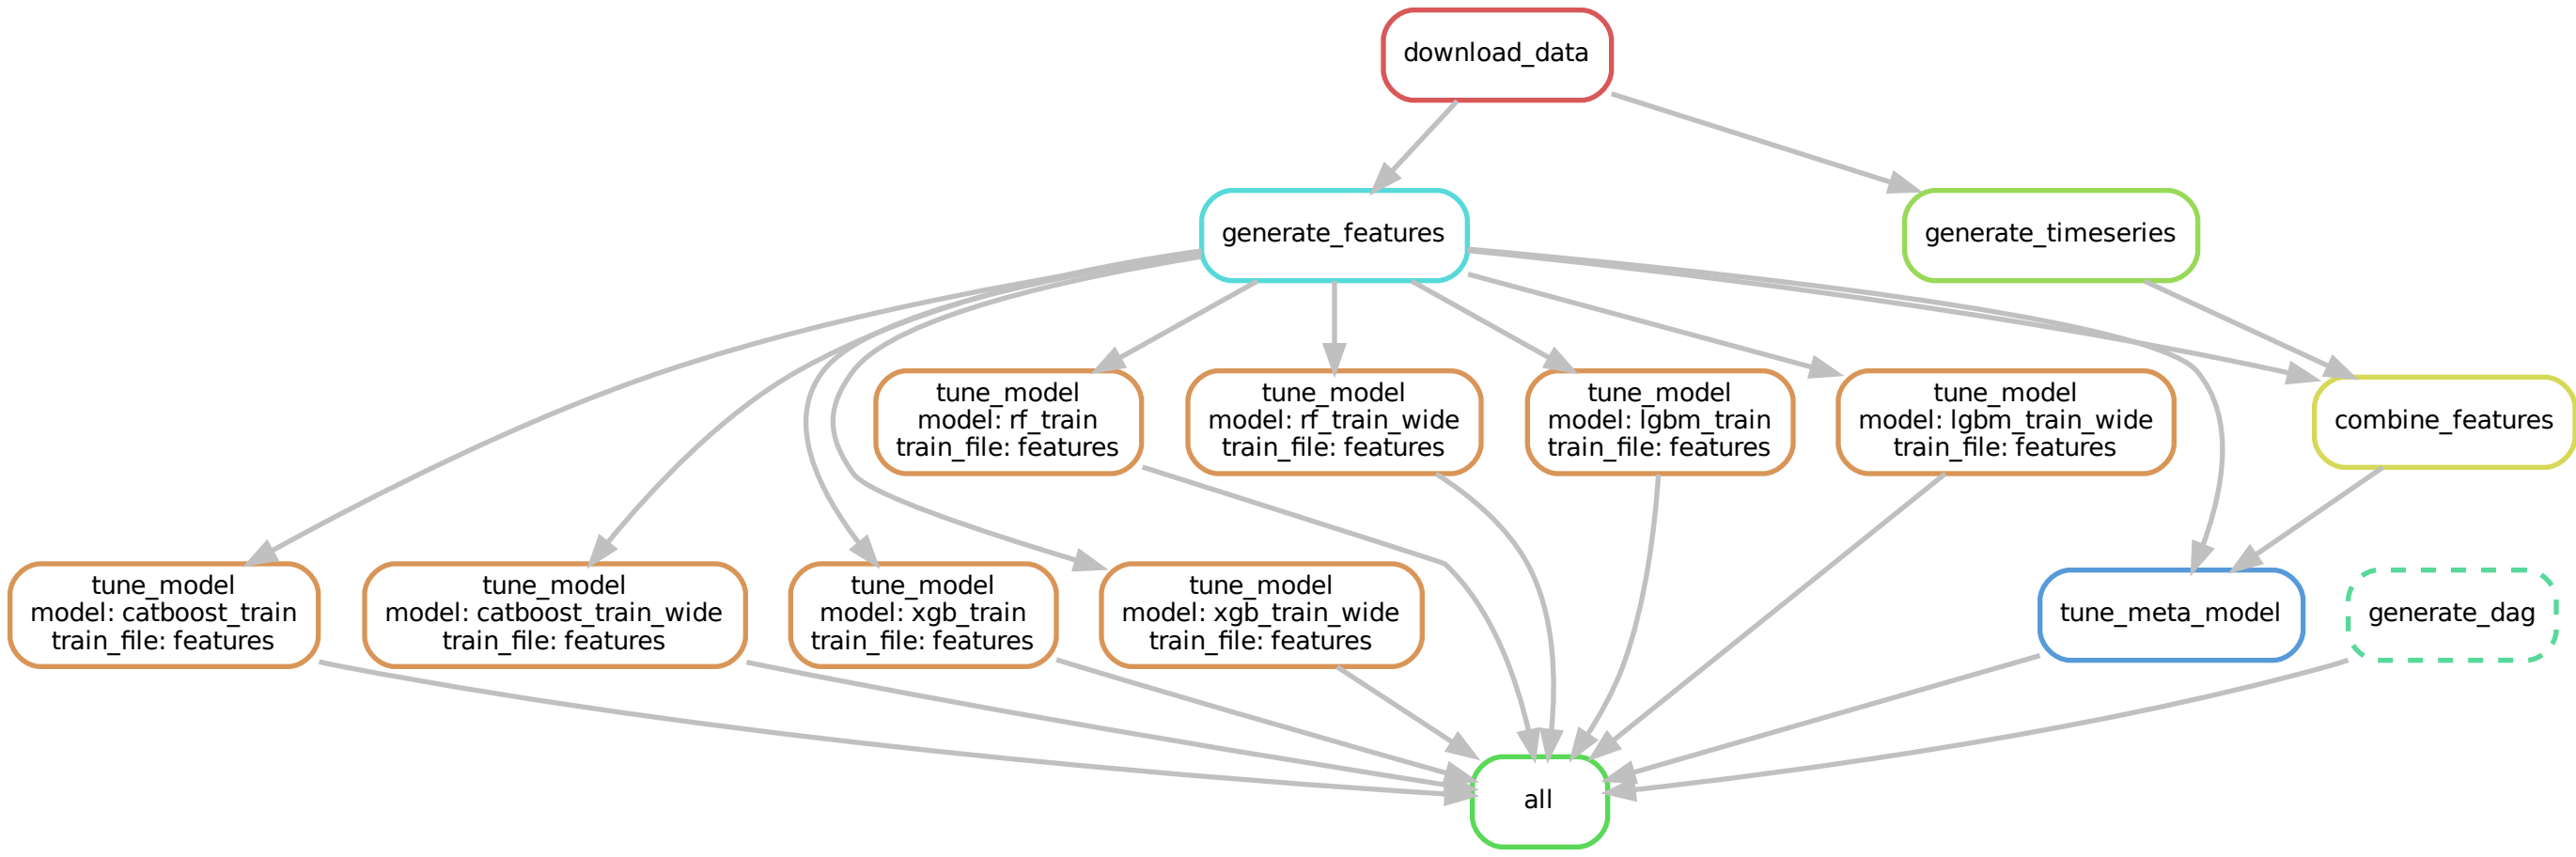 download_data
generate_features
generate_timeseries
tune_model
model: rf_train
train_file: features
tune_model
model: rf_train_wide
train_file: features
tune_model
model: lgbm_train
train_file: features
tune_model
model: lgbm_train_wide
train_file: features
combine_features
tune_model
model: catboost_train
train_file: features
tune_model
model: catboost_train_wide
train_file: features
tune_model
model: xgb_train
train_file: features
tune_model
model: xgb_train_wide
train_file: features
tune_meta_model
generate_dag
all